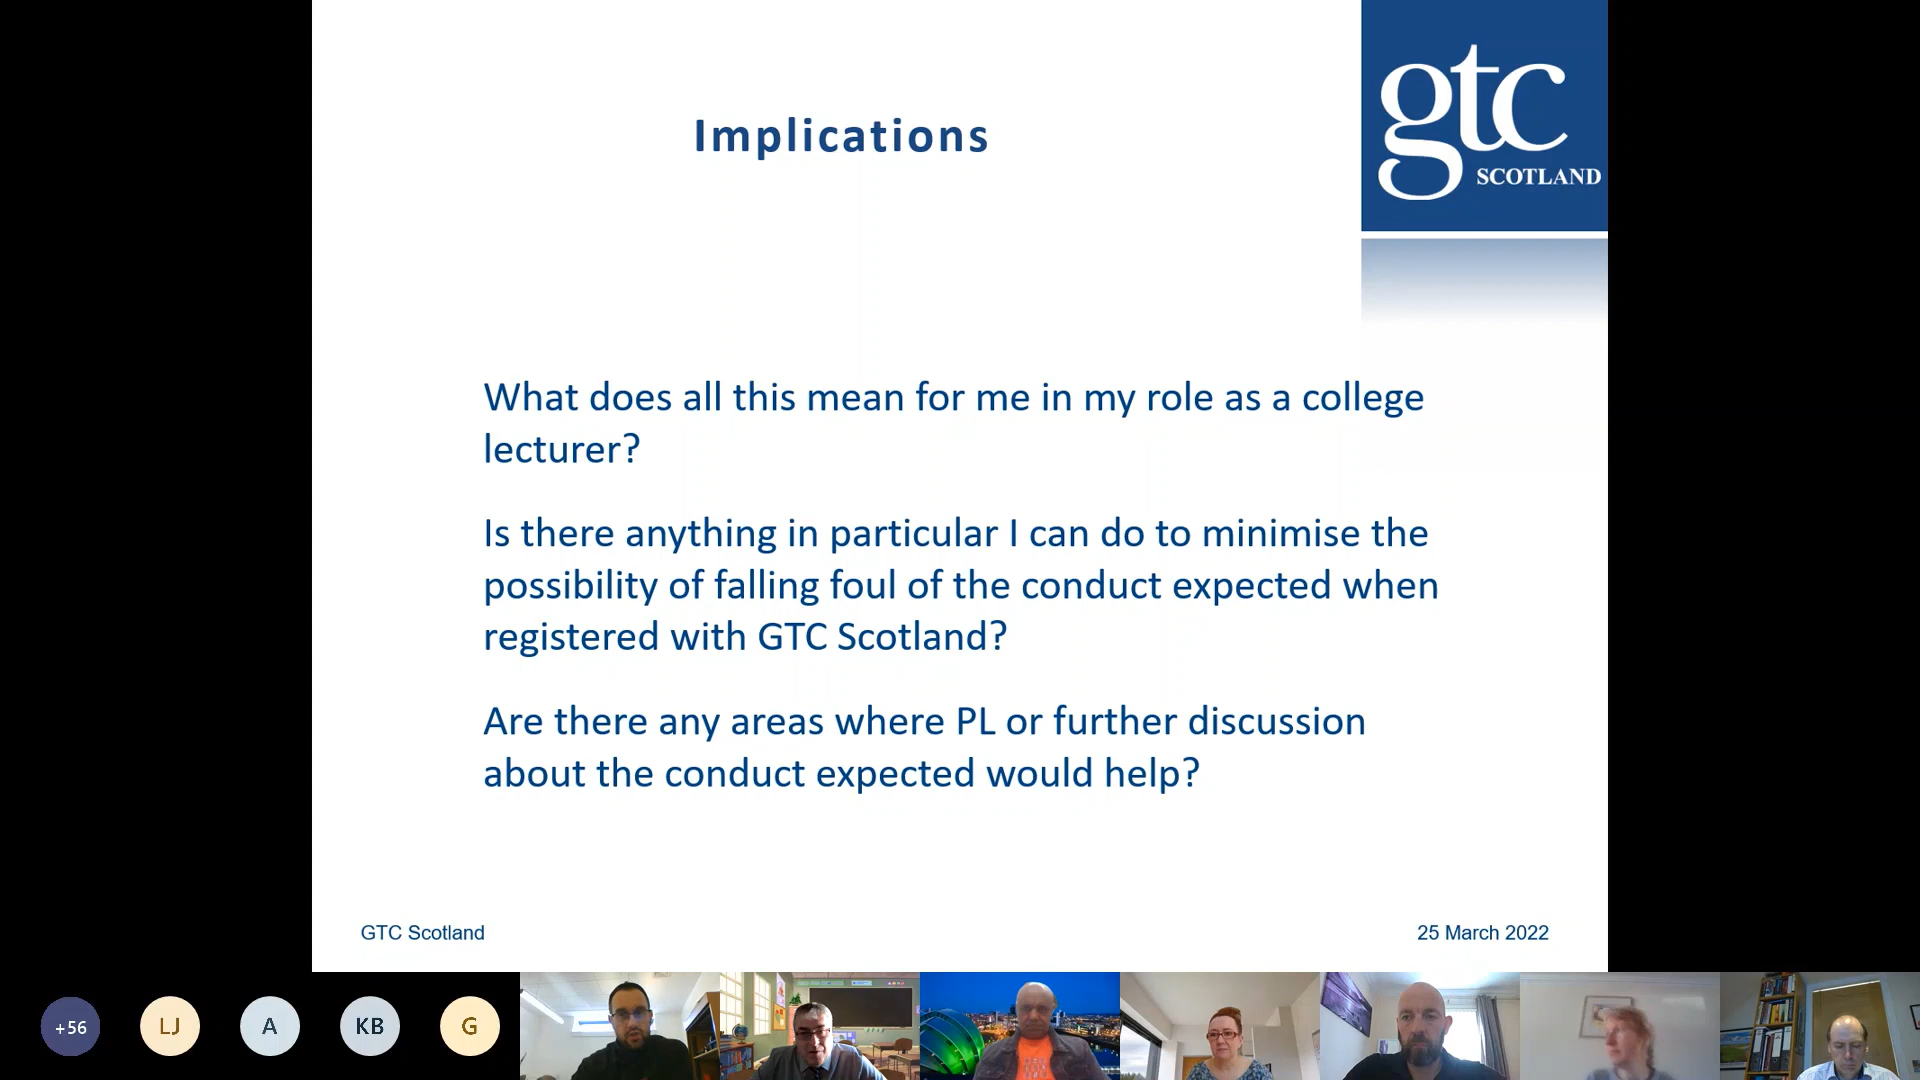 Implications
gtc
SCOTLAND
What does all this mean for me in my role as a college
lecturer?
Is there anything in particular I can do to minimise the
possibility of falling foul of the conduct expected when
registered with GTC Scotland?
Are there any areas where PL or further discussion
about the conduct expected would help?
GTC Scotland
25 March 2022
+56
LJ
A
KB
G